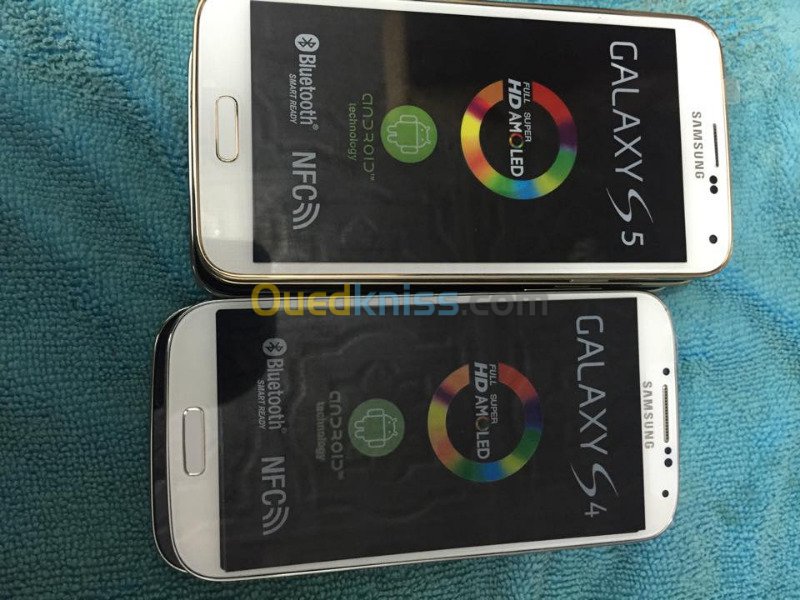 SAMSUNG
GALAXY S5
FULL SUPER
HD AMOLED
ANDROID™
technology
Bluetooth®
SMART READY
NFC
Ouedkniss.com
SAMSUNG
GALAXY S4
FULL SUPER
HD AMOLED
ANDROID™
technology
Bluetooth®
SMART READY
NFC